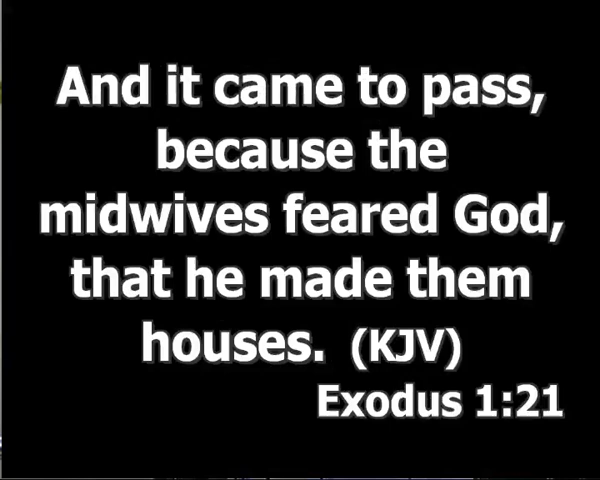 And it came to pass,
because the
midwives feared God,
that he made them
houses. (KJV)
Exodus 1:21